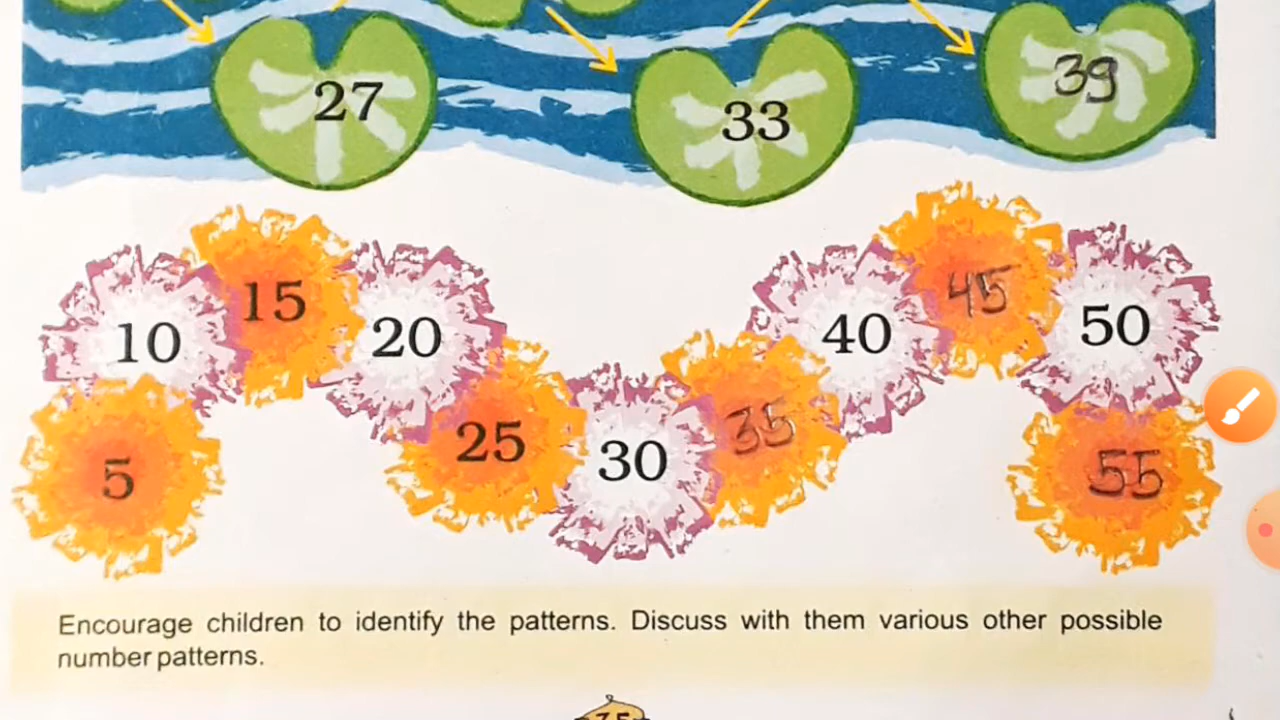 27 33 39
10 15 20 40 45 50
5 25 30 35 55
Encourage children to identify the patterns. Discuss with them various other possible
number patterns.
75